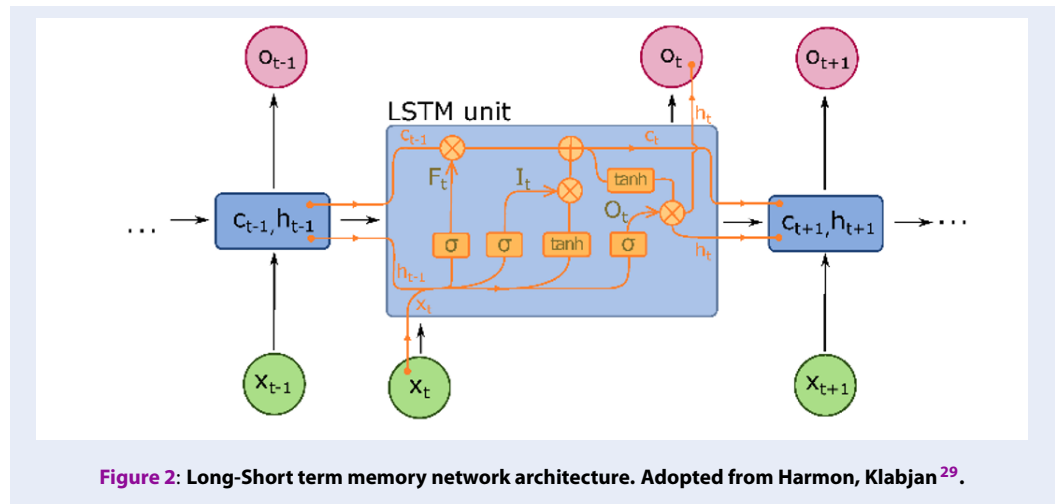 Ot-1
Ot
Ot+1
LSTM unit
ht
ct-1
ct
Ft
It
tanh
Ot
...
ct-1,ht-1
σ
σ
tanh
σ
ht
ct+1,ht+1
...
ht-1
xt
Xt-1
Xt
Xt+1
Figure 2: Long-Short term memory network architecture. Adopted from Harmon, Klabjan29.